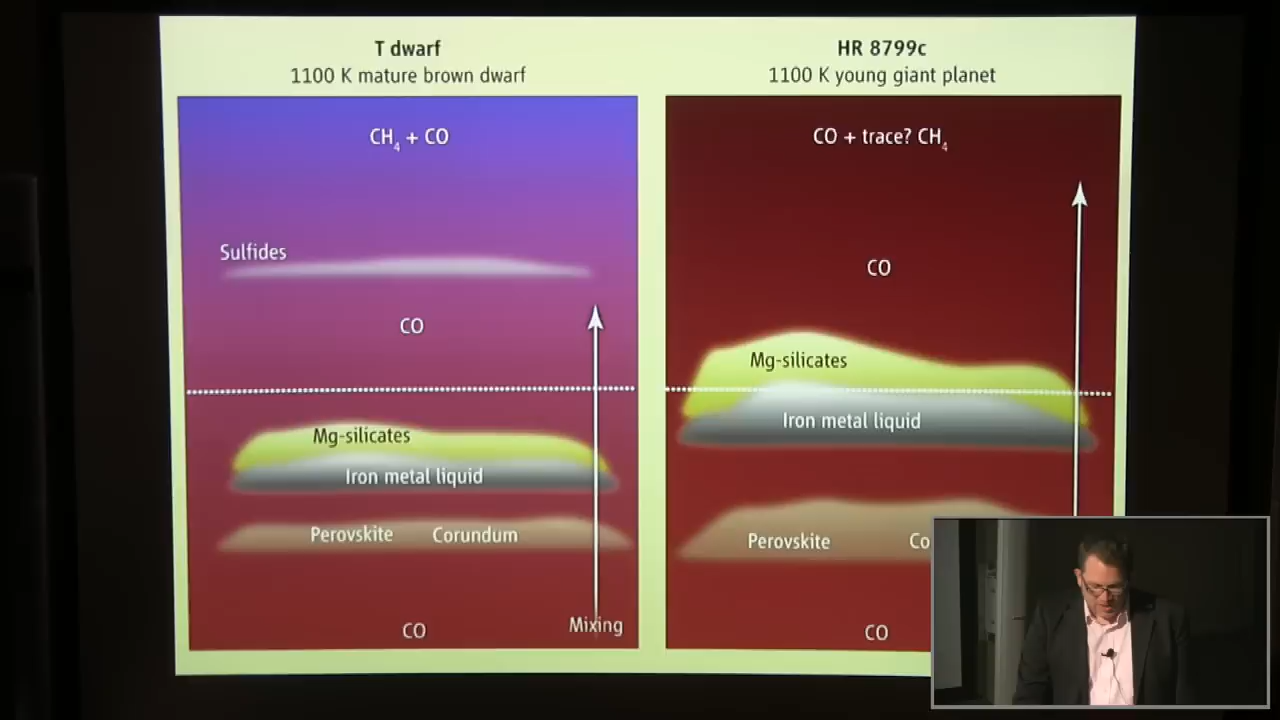 T dwarf
1100 K mature brown dwarf
CH₄ + CO
Sulfides
CO
Mg-silicates
Iron metal liquid
Perovskite Corundum
Mixing
CO
HR 8799c
1100 K young giant planet
CO + trace? CH₄
CO
Mg-silicates
Iron metal liquid
Perovskite Co
CO